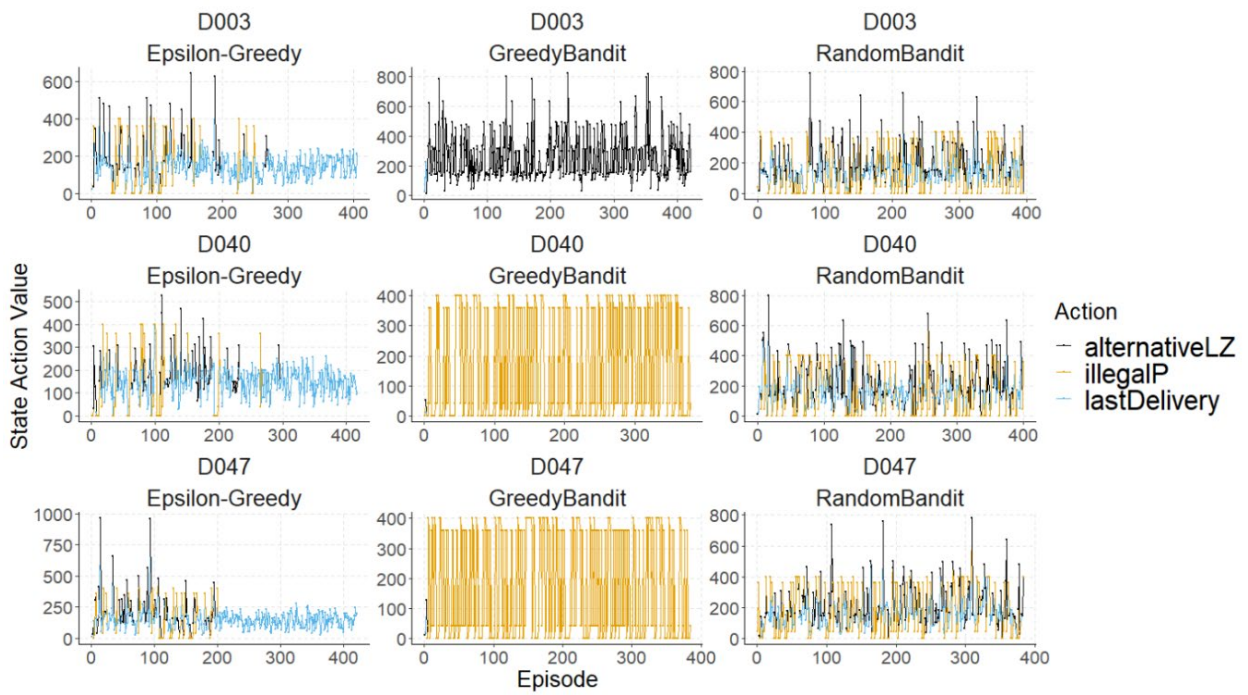 D003 D003 D003
Epsilon-Greedy GreedyBandit RandomBandit
600
400
200
0
0 100 200 300 400
800
600
400
200
0
0 100 200 300 400
800
600
400
200
0
0 100 200 300 400
D040 D040 D040
Epsilon-Greedy GreedyBandit RandomBandit
500
400
300
200
100
0
0 100 200 300 400
400
300
200
100
0
0 100 200 300
800
600
400
200
0
0 100 200 300 400
D047 D047 D047
Epsilon-Greedy GreedyBandit RandomBandit
1000
750
500
250
0
0 100 200 300 400
400
300
200
100
0
0 100 200 300 400
800
600
400
200
0
0 100 200 300 400
State Action Value
Episode
Action
alternativeLZ
illegalP
lastDelivery